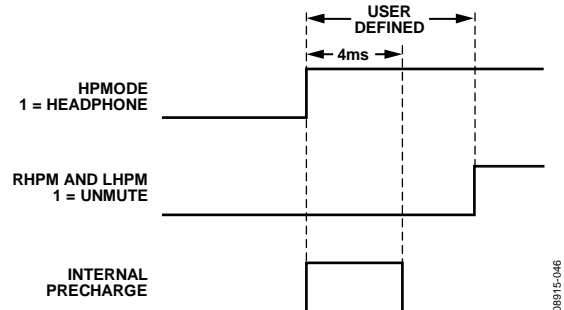 USER
DEFINED
4ms
HPMODE
1 = HEADPHONE
RHPM AND LHPM
1 = UNMUTE
INTERNAL
PRECHARGE
08915-046